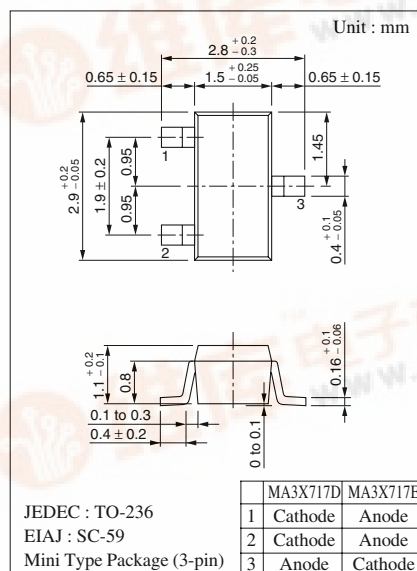 Unit : mm
2.8 +0.2 −0.3
0.65 ± 0.15
1.5 +0.25 −0.05
0.65 ± 0.15
2.9 +0.2 −0.05
1.9 ± 0.2
0.95
0.95
1
2
3
1.45
0.4 +0.1 −0.05
1.1 +0.2 −0.1
0.8
0.16 +0.1 −0.06
0.1 to 0.3
0.4 ± 0.2
0 to 0.1
JEDEC : TO-236
EIAJ : SC-59
Mini Type Package (3-pin)
MA3X717D MA3X717E
1 Cathode Anode
2 Cathode Anode
3 Anode Cathode